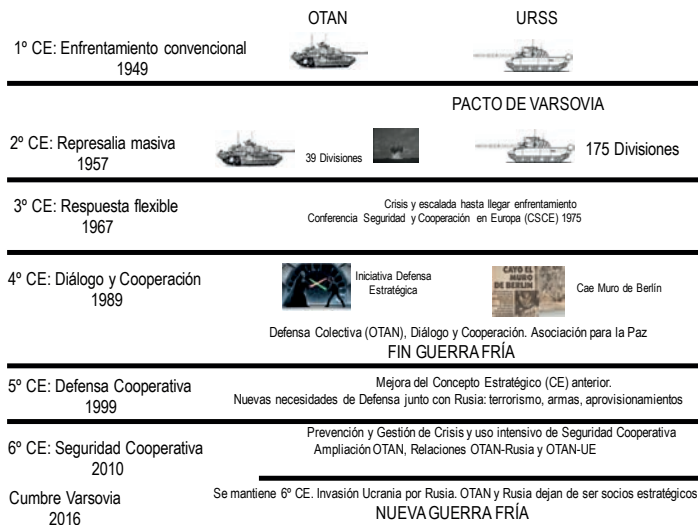 OTAN URSS
1º CE: Enfrentamiento convencional
1949
PACTO DE VARSOVIA
2º CE: Represalia masiva
1957
39 Divisiones
175 Divisiones
3º CE: Respuesta flexible
1967
Crisis y escalada hasta llegar enfrentamiento
Conferencia Seguridad y Cooperación en Europa (CSCE) 1975
4º CE: Diálogo y Cooperación
1989
Iniciativa Defensa
Estratégica
CAYO EL
MURO
DE BERLIN
Cae Muro de Berlín
Defensa Colectiva (OTAN), Diálogo y Cooperación. Asociación para la Paz
FIN GUERRA FRÍA
5º CE: Defensa Cooperativa
1999
Mejora del Concepto Estratégico (CE) anterior.
Nuevas necesidades de Defensa junto con Rusia: terrorismo, armas, aprovisionamientos
6º CE: Seguridad Cooperativa
2010
Prevención y Gestión de Crisis y uso intensivo de Seguridad Cooperativa
Ampliación OTAN, Relaciones OTAN-Rusia y OTAN-UE
Cumbre Varsovia
2016
Se mantiene 6º CE. Invasión Ucrania por Rusia. OTAN y Rusia dejan de ser socios estratégicos
NUEVA GUERRA FRÍA